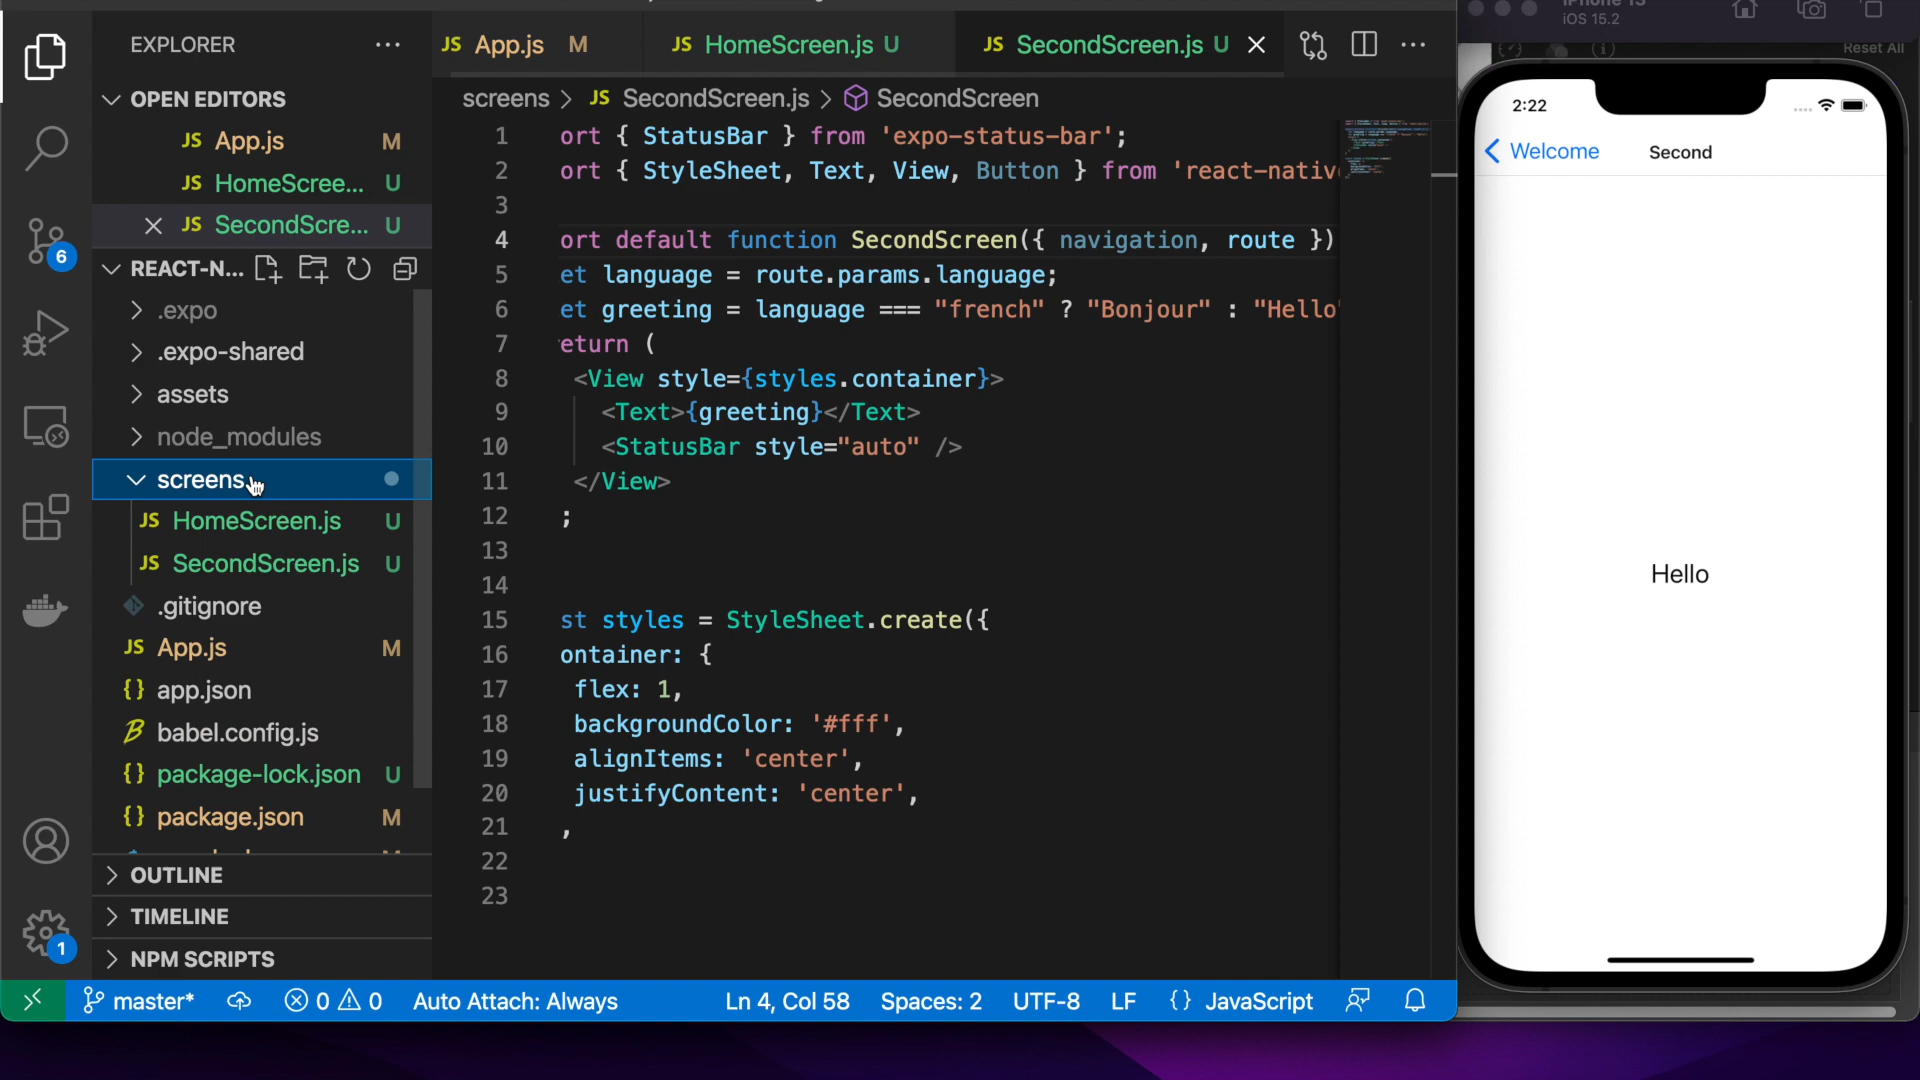 EXPLORER
OPEN EDITORS
JS App.js M
JS HomeScree... U
JS SecondScre... U
REACT-N...
.expo
.expo-shared
assets
node_modules
screens
JS HomeScreen.js U
JS SecondScreen.js U
.gitignore
JS App.js M
{} app.json
babel.config.js
{} package-lock.json U
{} package.json M
OUTLINE
TIMELINE
NPM SCRIPTS
6
1
JS App.js M
JS HomeScreen.js U
JS SecondScreen.js U
screens > JS SecondScreen.js > SecondScreen
1 ort { StatusBar } from 'expo-status-bar';
2 ort { StyleSheet, Text, View, Button } from 'react-native
3
4 ort default function SecondScreen({ navigation, route })
5 et language = route.params.language;
6 et greeting = language === "french" ? "Bonjour" : "Hello"
7 eturn (
8 <View style={styles.container}>
9 <Text>{greeting}</Text>
10 <StatusBar style="auto" />
11 </View>
12 ;
13
14
15 st styles = StyleSheet.create({
16 ontainer: {
17 flex: 1,
18 backgroundColor: '#fff',
19 alignItems: 'center',
20 justifyContent: 'center',
21 ,
22
23
master* 0 0 Auto Attach: Always Ln 4, Col 58 Spaces: 2 UTF-8 LF {} JavaScript
iPhone 13
iOS 15.2
Reset All
2:22
Welcome
Second
Hello